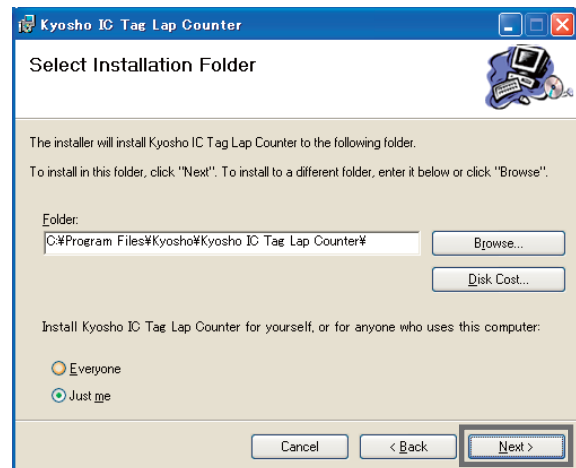 Kyosho IC Tag Lap Counter
Select Installation Folder
The installer will install Kyosho IC Tag Lap Counter to the following folder.
To install in this folder, click "Next". To install to a different folder, enter it below or click "Browse".
Folder:
C:¥Program Files¥Kyosho¥Kyosho IC Tag Lap Counter¥
Browse...
Disk Cost...
Install Kyosho IC Tag Lap Counter for yourself, or for anyone who uses this computer:
Everyone
Just me
Cancel
< Back
Next >